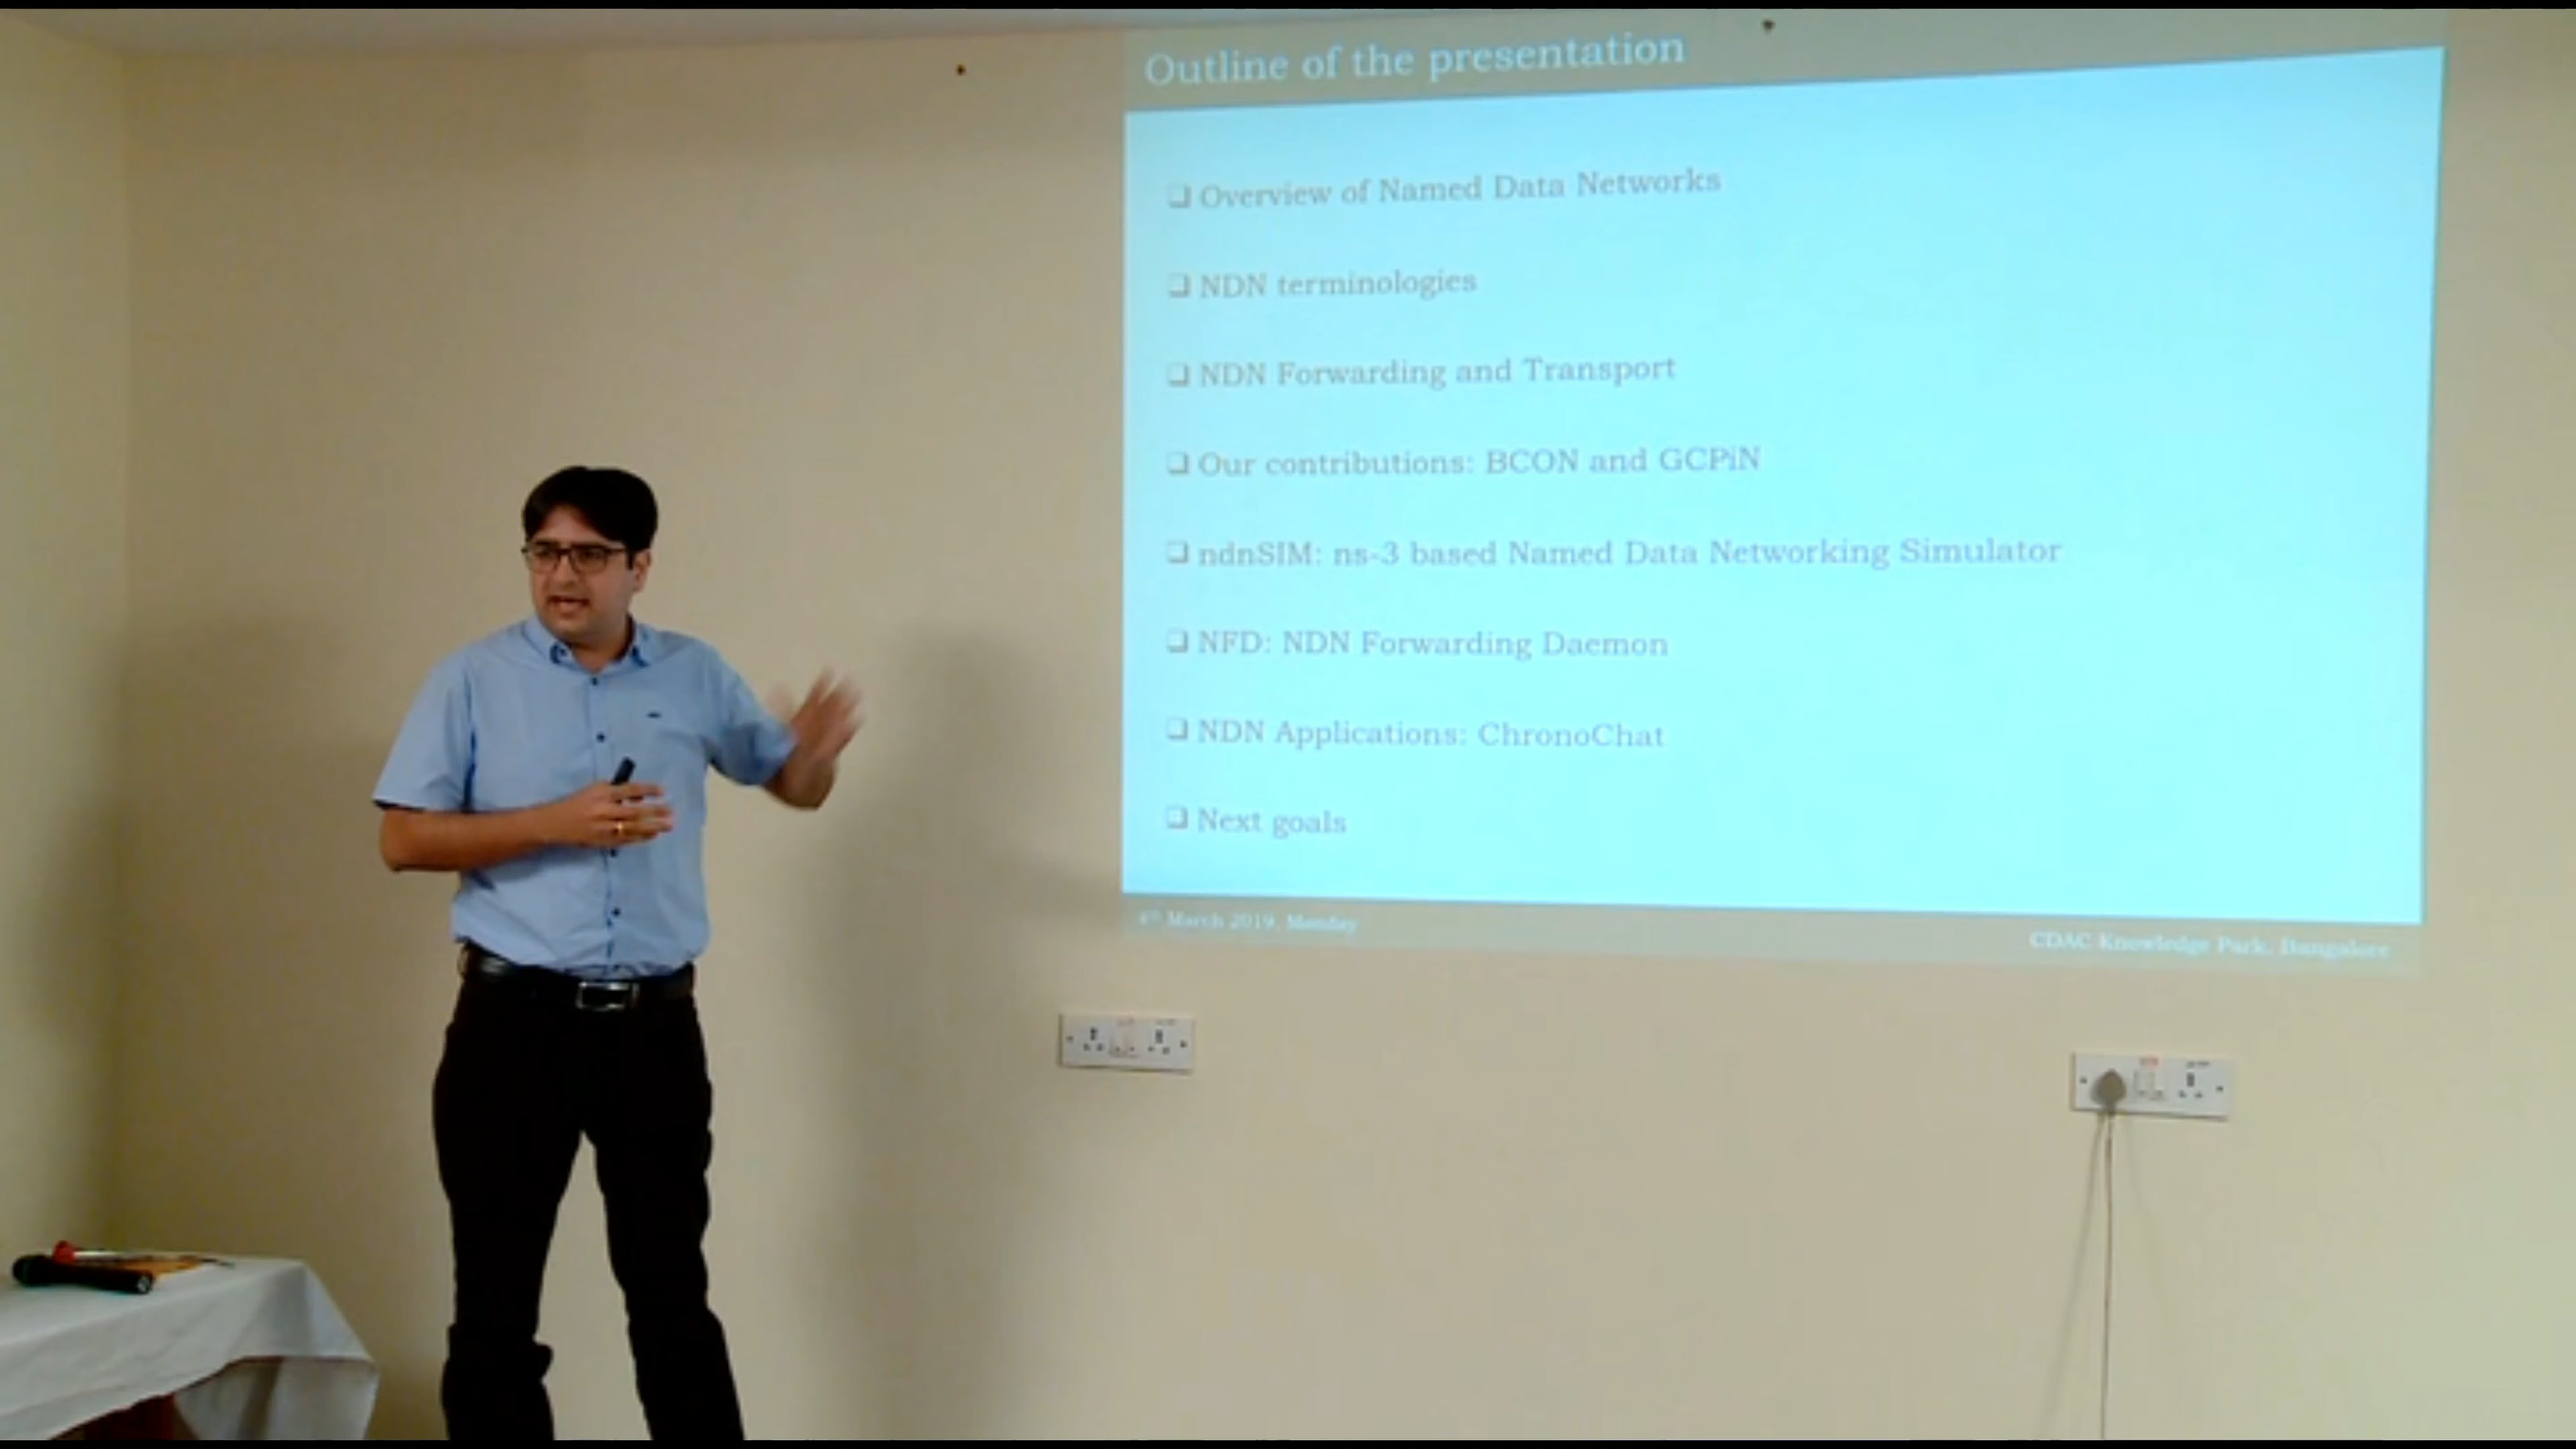 Outline of the presentation
❑ Overview of Named Data Networks
❑ NDN terminologies
❑ NDN Forwarding and Transport
❑ Our contributions: BCON and GCPiN
❑ ndnSIM: ns-3 based Named Data Networking Simulator
❑ NFD: NDN Forwarding Daemon
❑ NDN Applications: ChronoChat
❑ Next goals
4th March 2019, Monday
CDAC Knowledge Park, Bangalore